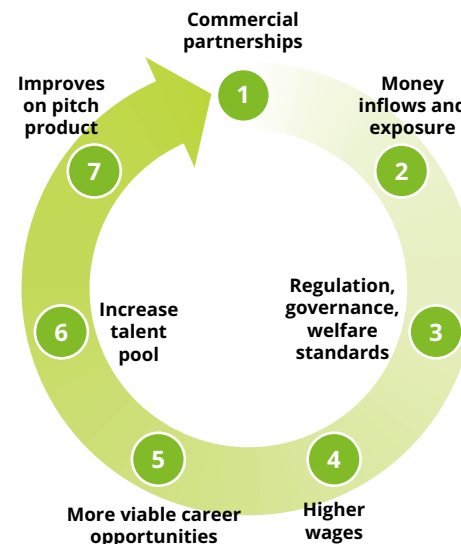 Commercial
partnerships
1
Money
inflows and
exposure
2
Regulation,
governance,
welfare
standards
3
4
Higher
wages
5
More viable career
opportunities
6
Increase
talent
pool
Improves
on pitch
product
7